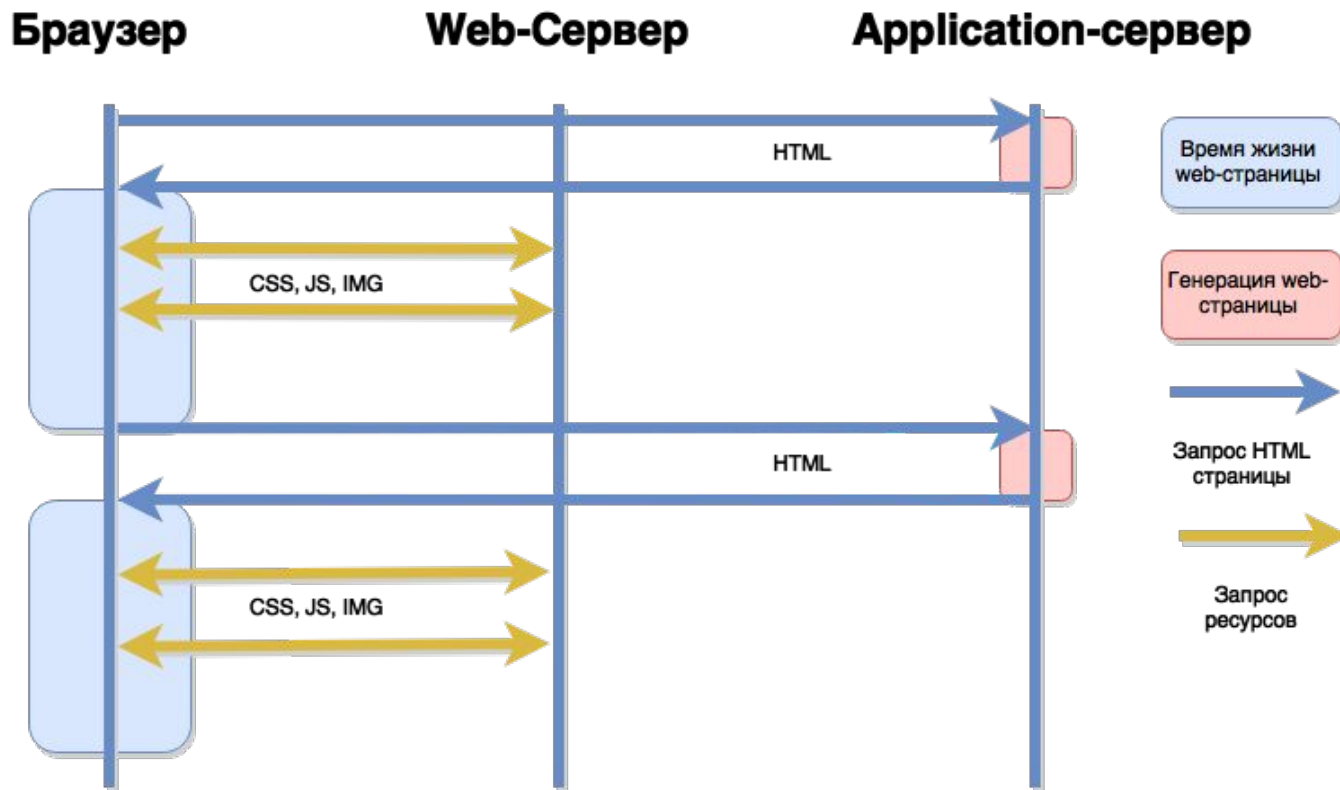 Браузер
Web-Сервер
Application-сервер
HTML
CSS, JS, IMG
HTML
CSS, JS, IMG
Время жизни
web-страницы
Генерация web-
страницы
Запрос HTML
страницы
Запрос
ресурсов